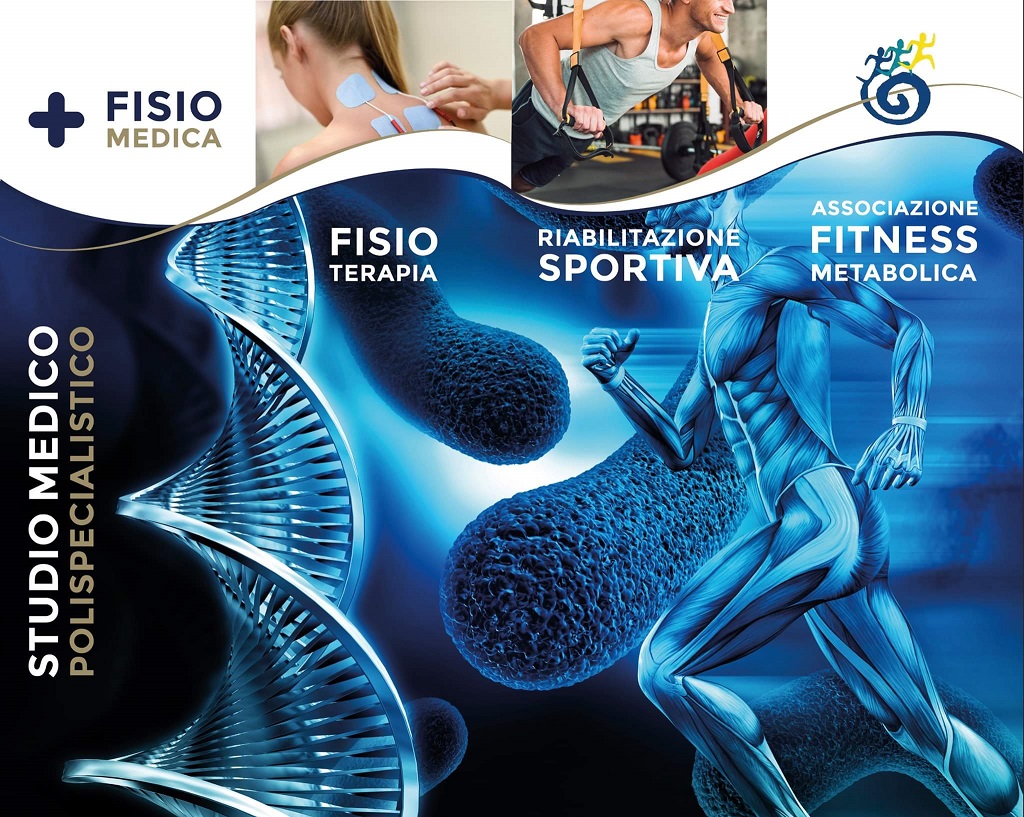 FISIO
MEDICA
FISIO
TERAPIA
RIABILITAZIONE
SPORTIVA
ASSOCIAZIONE
FITNESS
METABOLICA
STUDIO MEDICO
POLISPECIALISTICO